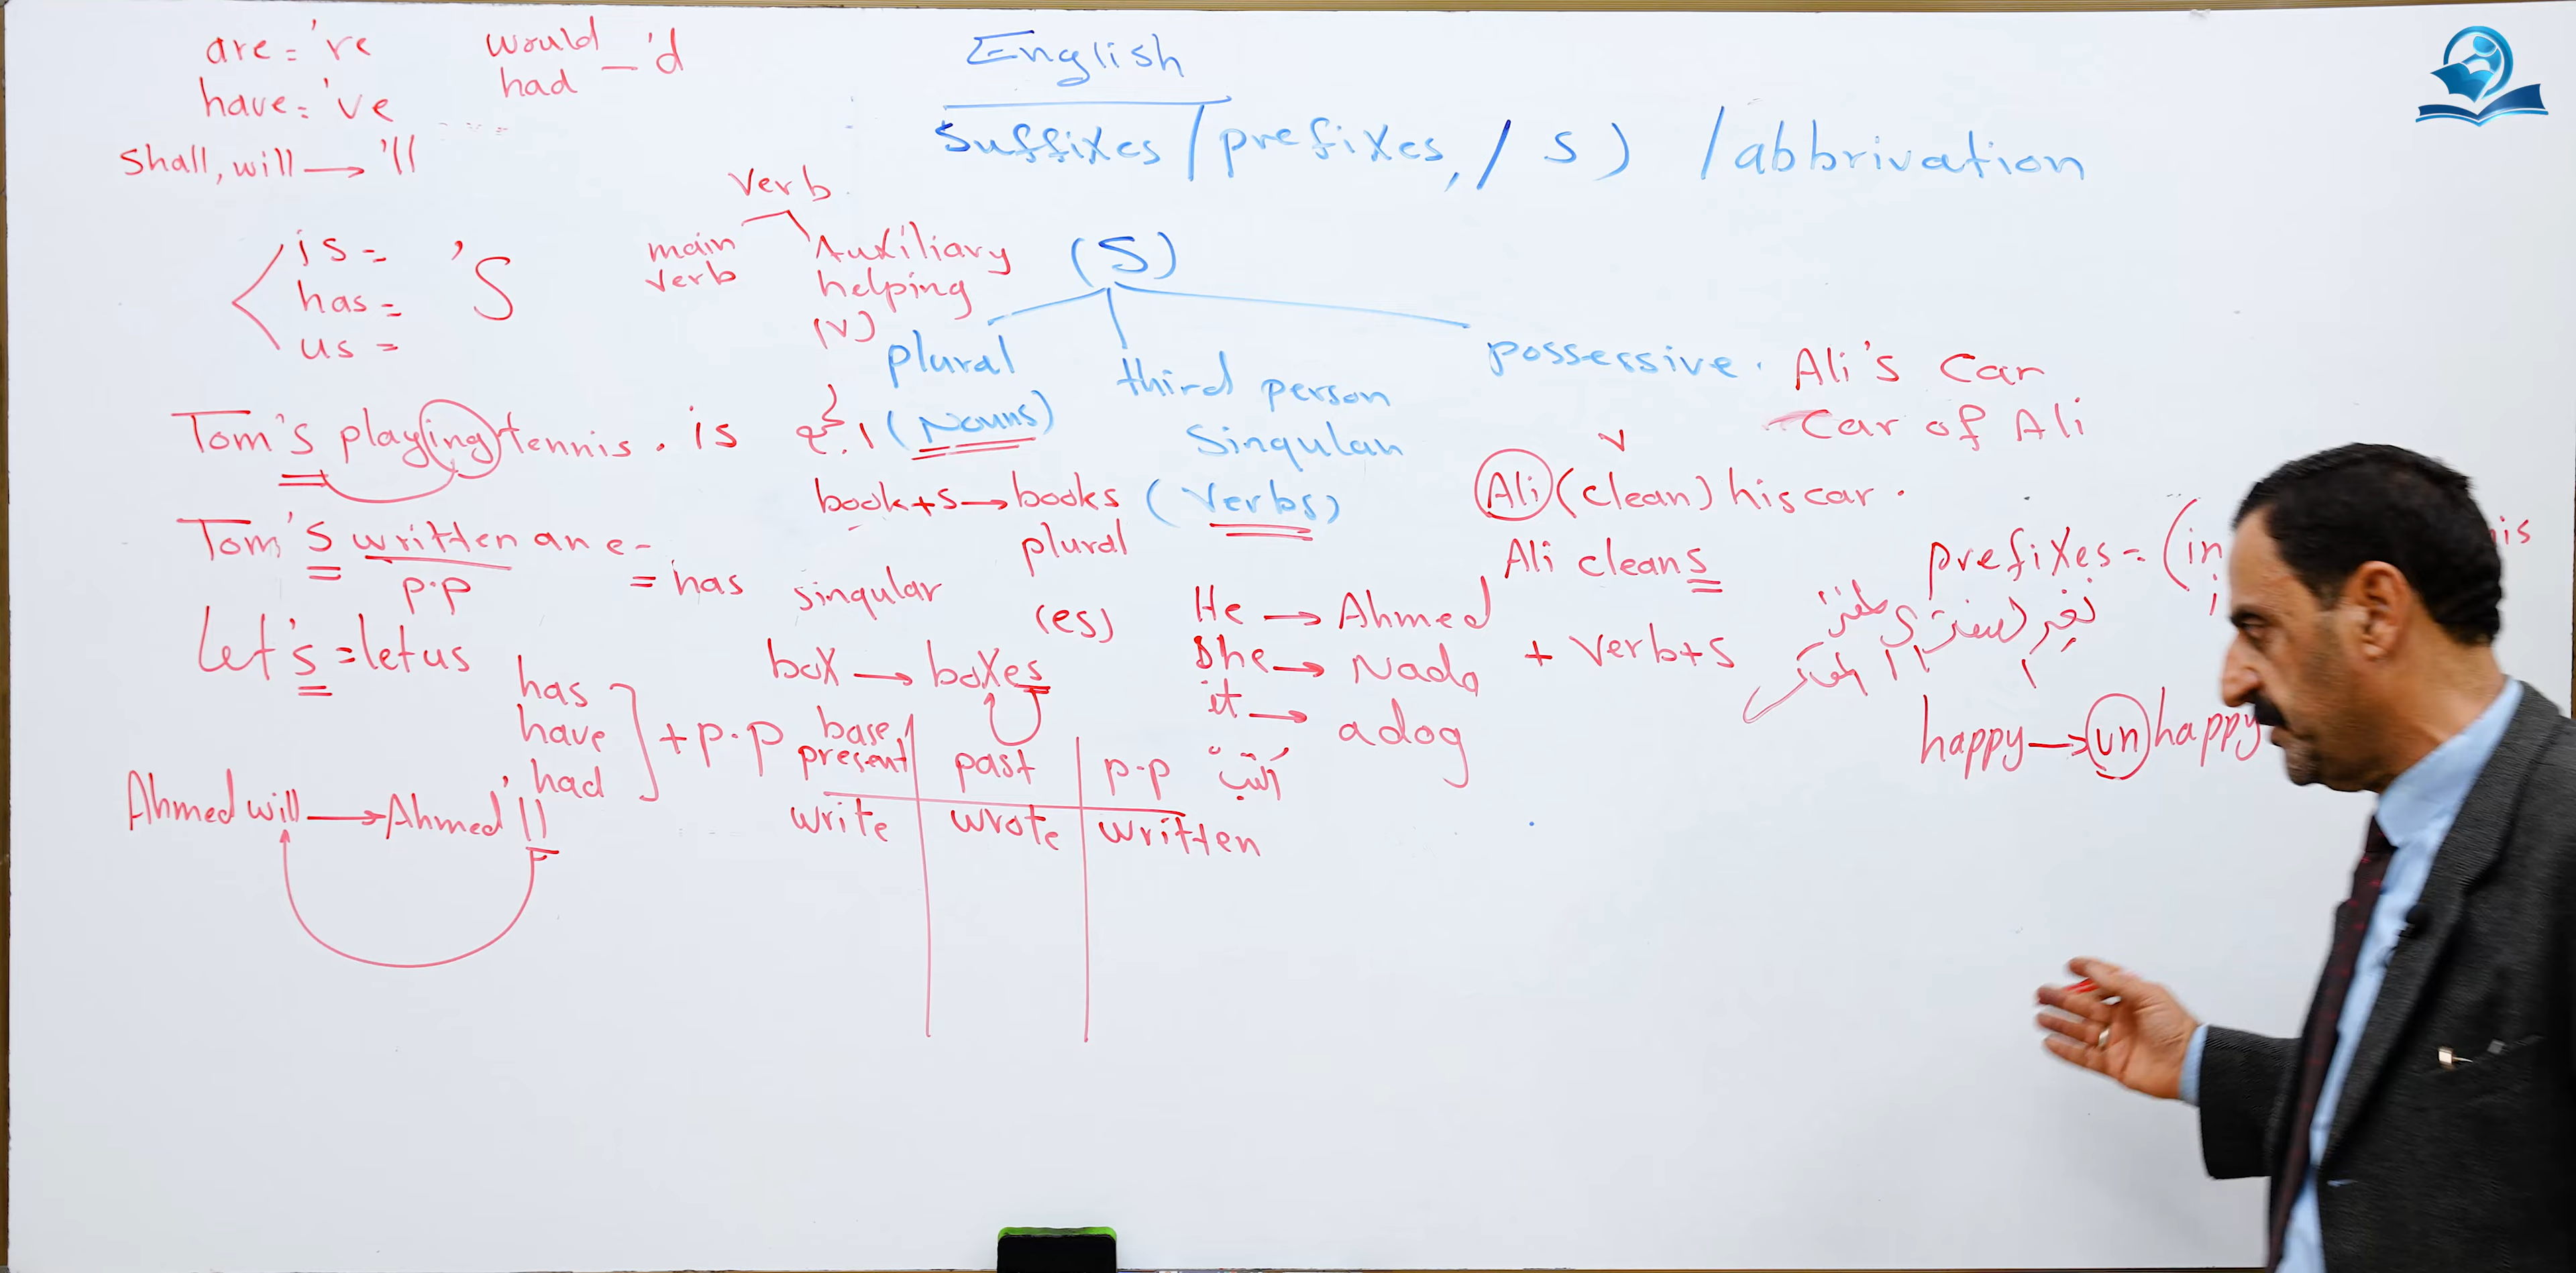 English
suffixes / prefixes, / S ) / abbrivation
are = 're
have = 've
would
had — 'd
shall, will → 'll
is =
has = 'S
us =
Verb
main verb
Auxiliary
helping
(v)
(S)
plural
(Nouns)
third person
Singulan
(Verbs)
possessive. Ali's Car
Car of Ali
Tom's playing tennis. is
book+s → books
plural
singular
Tom's written an e-
p.p
= has
Let's = let us
(es)
box → boxes
has
have
had
+ p.p
base
present
past
p.p
write
wrote
written
Ahmed will → Ahmed'll
v
Ali (clean) his car.
Ali cleans
He → Ahmed
She → Nada
it → a dog
+ Verb+s
prefixes = (in
is
happy → unhappy